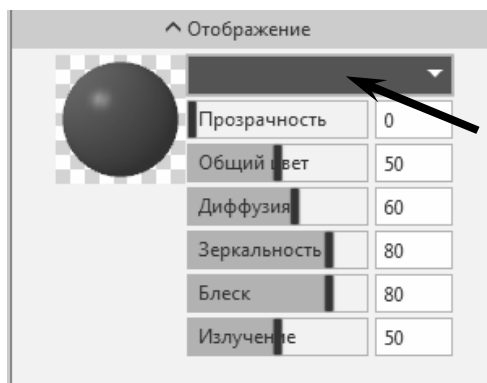 Отображение
Прозрачность 0
Общий цвет 50
Диффузия 60
Зеркальность 80
Блеск 80
Излучение 50